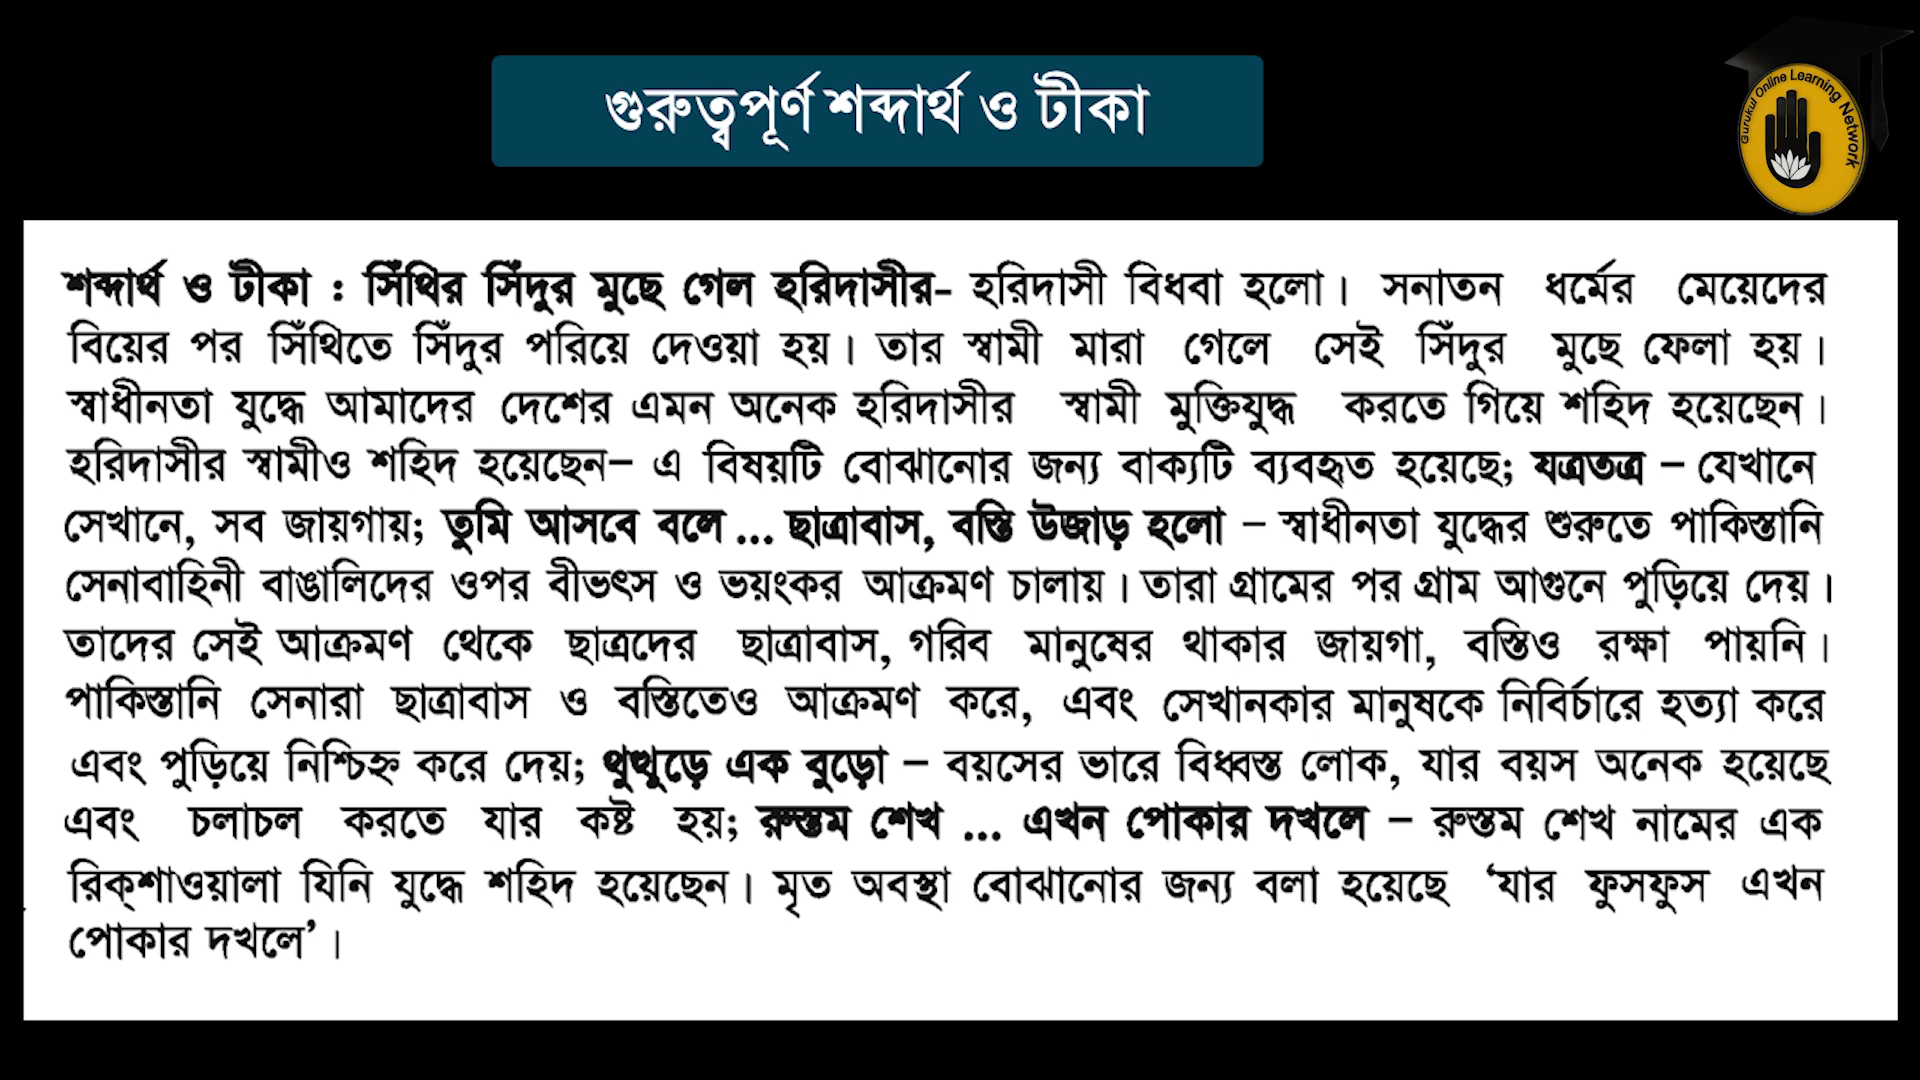 গুরুত্বপূর্ণ শব্দার্থ ও টীকা
Gurukul Online Learning Network
শব্দার্থ ও টীকা : সিঁথির সিঁদুর মুছে গেল হরিদাসীর- হরিদাসী বিধবা হলো। সনাতন ধর্মের মেয়েদের
বিয়ের পর সিঁথিতে সিঁদুর পরিয়ে দেওয়া হয়। তার স্বামী মারা গেলে সেই সিঁদুর মুছে ফেলা হয়।
স্বাধীনতা যুদ্ধে আমাদের দেশের এমন অনেক হরিদাসীর স্বামী মুক্তিযুদ্ধ করতে গিয়ে শহিদ হয়েছেন।
হরিদাসীর স্বামীও শহিদ হয়েছেন– এ বিষয়টি বোঝানোর জন্য বাক্যটি ব্যবহৃত হয়েছে; যত্রতত্র – যেখানে
সেখানে, সব জায়গায়; তুমি আসবে বলে ... ছাত্রাবাস, বস্তি উজাড় হলো – স্বাধীনতা যুদ্ধের শুরুতে পাকিস্তানি
সেনাবাহিনী বাঙালিদের ওপর বীভৎস ও ভয়ংকর আক্রমণ চালায়। তারা গ্রামের পর গ্রাম আগুনে পুড়িয়ে দেয়।
তাদের সেই আক্রমণ থেকে ছাত্রদের ছাত্রাবাস, গরিব মানুষের থাকার জায়গা, বস্তিও রক্ষা পায়নি।
পাকিস্তানি সেনারা ছাত্রাবাস ও বস্তিতেও আক্রমণ করে, এবং সেখানকার মানুষকে নির্বিচারে হত্যা করে
এবং পুড়িয়ে নিশ্চিহ্ন করে দেয়; থুত্থুড়ে এক বুড়ো – বয়সের ভারে বিধ্বস্ত লোক, যার বয়স অনেক হয়েছে
এবং চলাচল করতে যার কষ্ট হয়; রুস্তম শেখ ... এখন পোকার দখলে – রুস্তম শেখ নামের এক
রিক্‌শাওয়ালা যিনি যুদ্ধে শহিদ হয়েছেন। মৃত অবস্থা বোঝানোর জন্য বলা হয়েছে ‘যার ফুসফুস এখন
পোকার দখলে’।